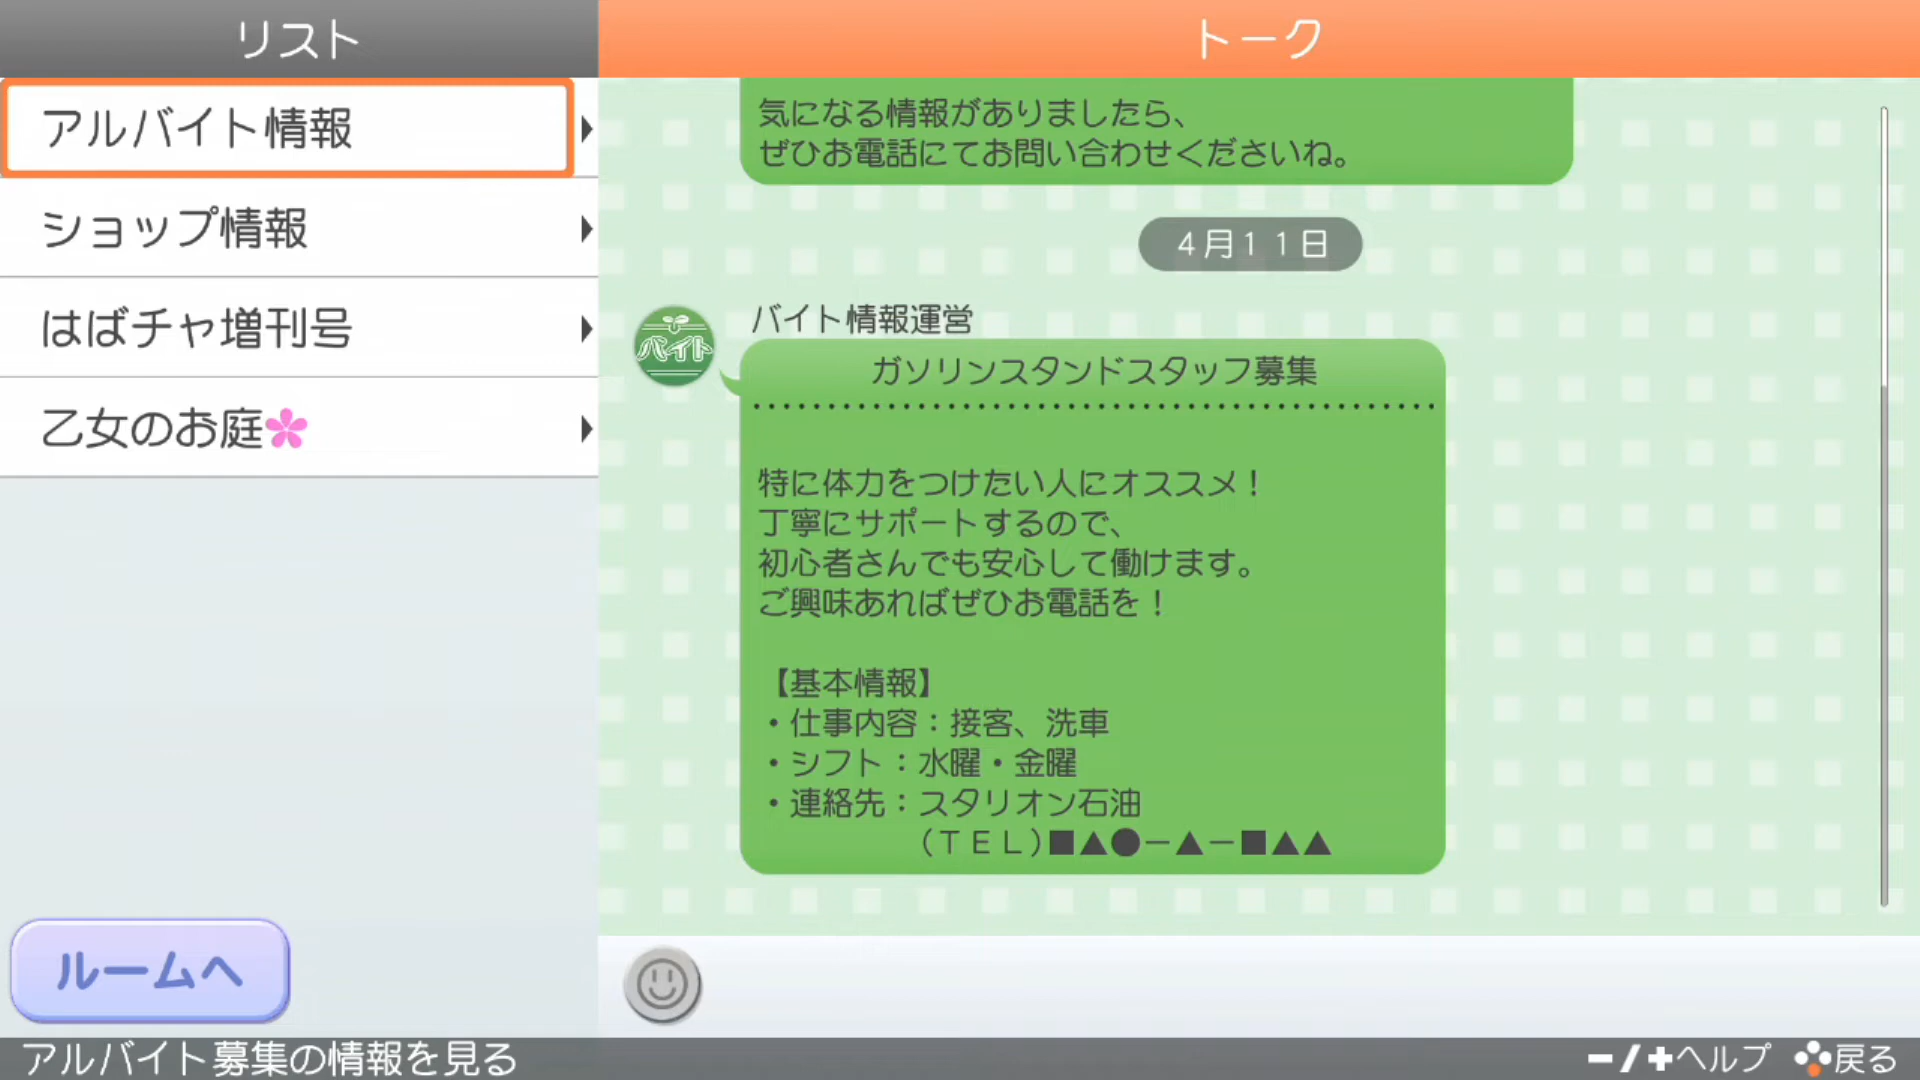 リスト
トーク
アルバイト情報
ショップ情報
はばチャ増刊号
乙女のお庭
ルームへ
気になる情報がありましたら、
ぜひお電話にてお問い合わせくださいね。
4月11日
バイト
バイト情報運営
ガソリンスタンドスタッフ募集
特に体力をつけたい人にオススメ！
丁寧にサポートするので、
初心者さんでも安心して働けます。
ご興味あればぜひお電話を！
【基本情報】
・仕事内容：接客、洗車
・シフト：水曜・金曜
・連絡先：スタリオン石油
（ＴＥＬ）■▲●－▲－■▲▲
アルバイト募集の情報を見る
−/+ヘルプ 戻る